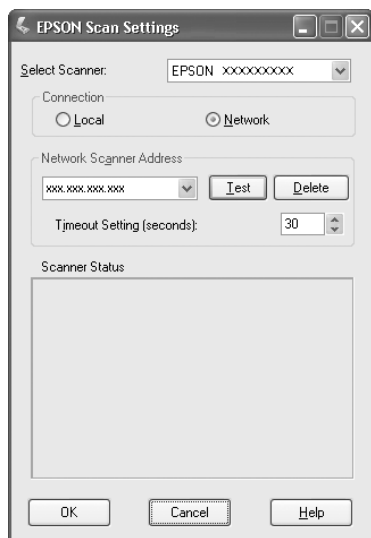 EPSON Scan Settings
Select Scanner: EPSON xxxxxxxxx
Connection
Local Network
Network Scanner Address
xxx.xxx.xxx.xxx Test Delete
Timeout Setting (seconds): 30
Scanner Status
OK Cancel Help